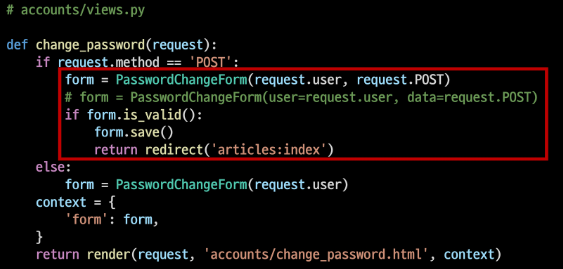 # accounts/views.py
def change_password(request):
    if request.method == 'POST':
        form = PasswordChangeForm(request.user, request.POST)
        # form = PasswordChangeForm(user=request.user, data=request.POST)
        if form.is_valid():
            form.save()
            return redirect('articles:index')
    else:
        form = PasswordChangeForm(request.user)
    context = {
        'form': form,
    }
    return render(request, 'accounts/change_password.html', context)